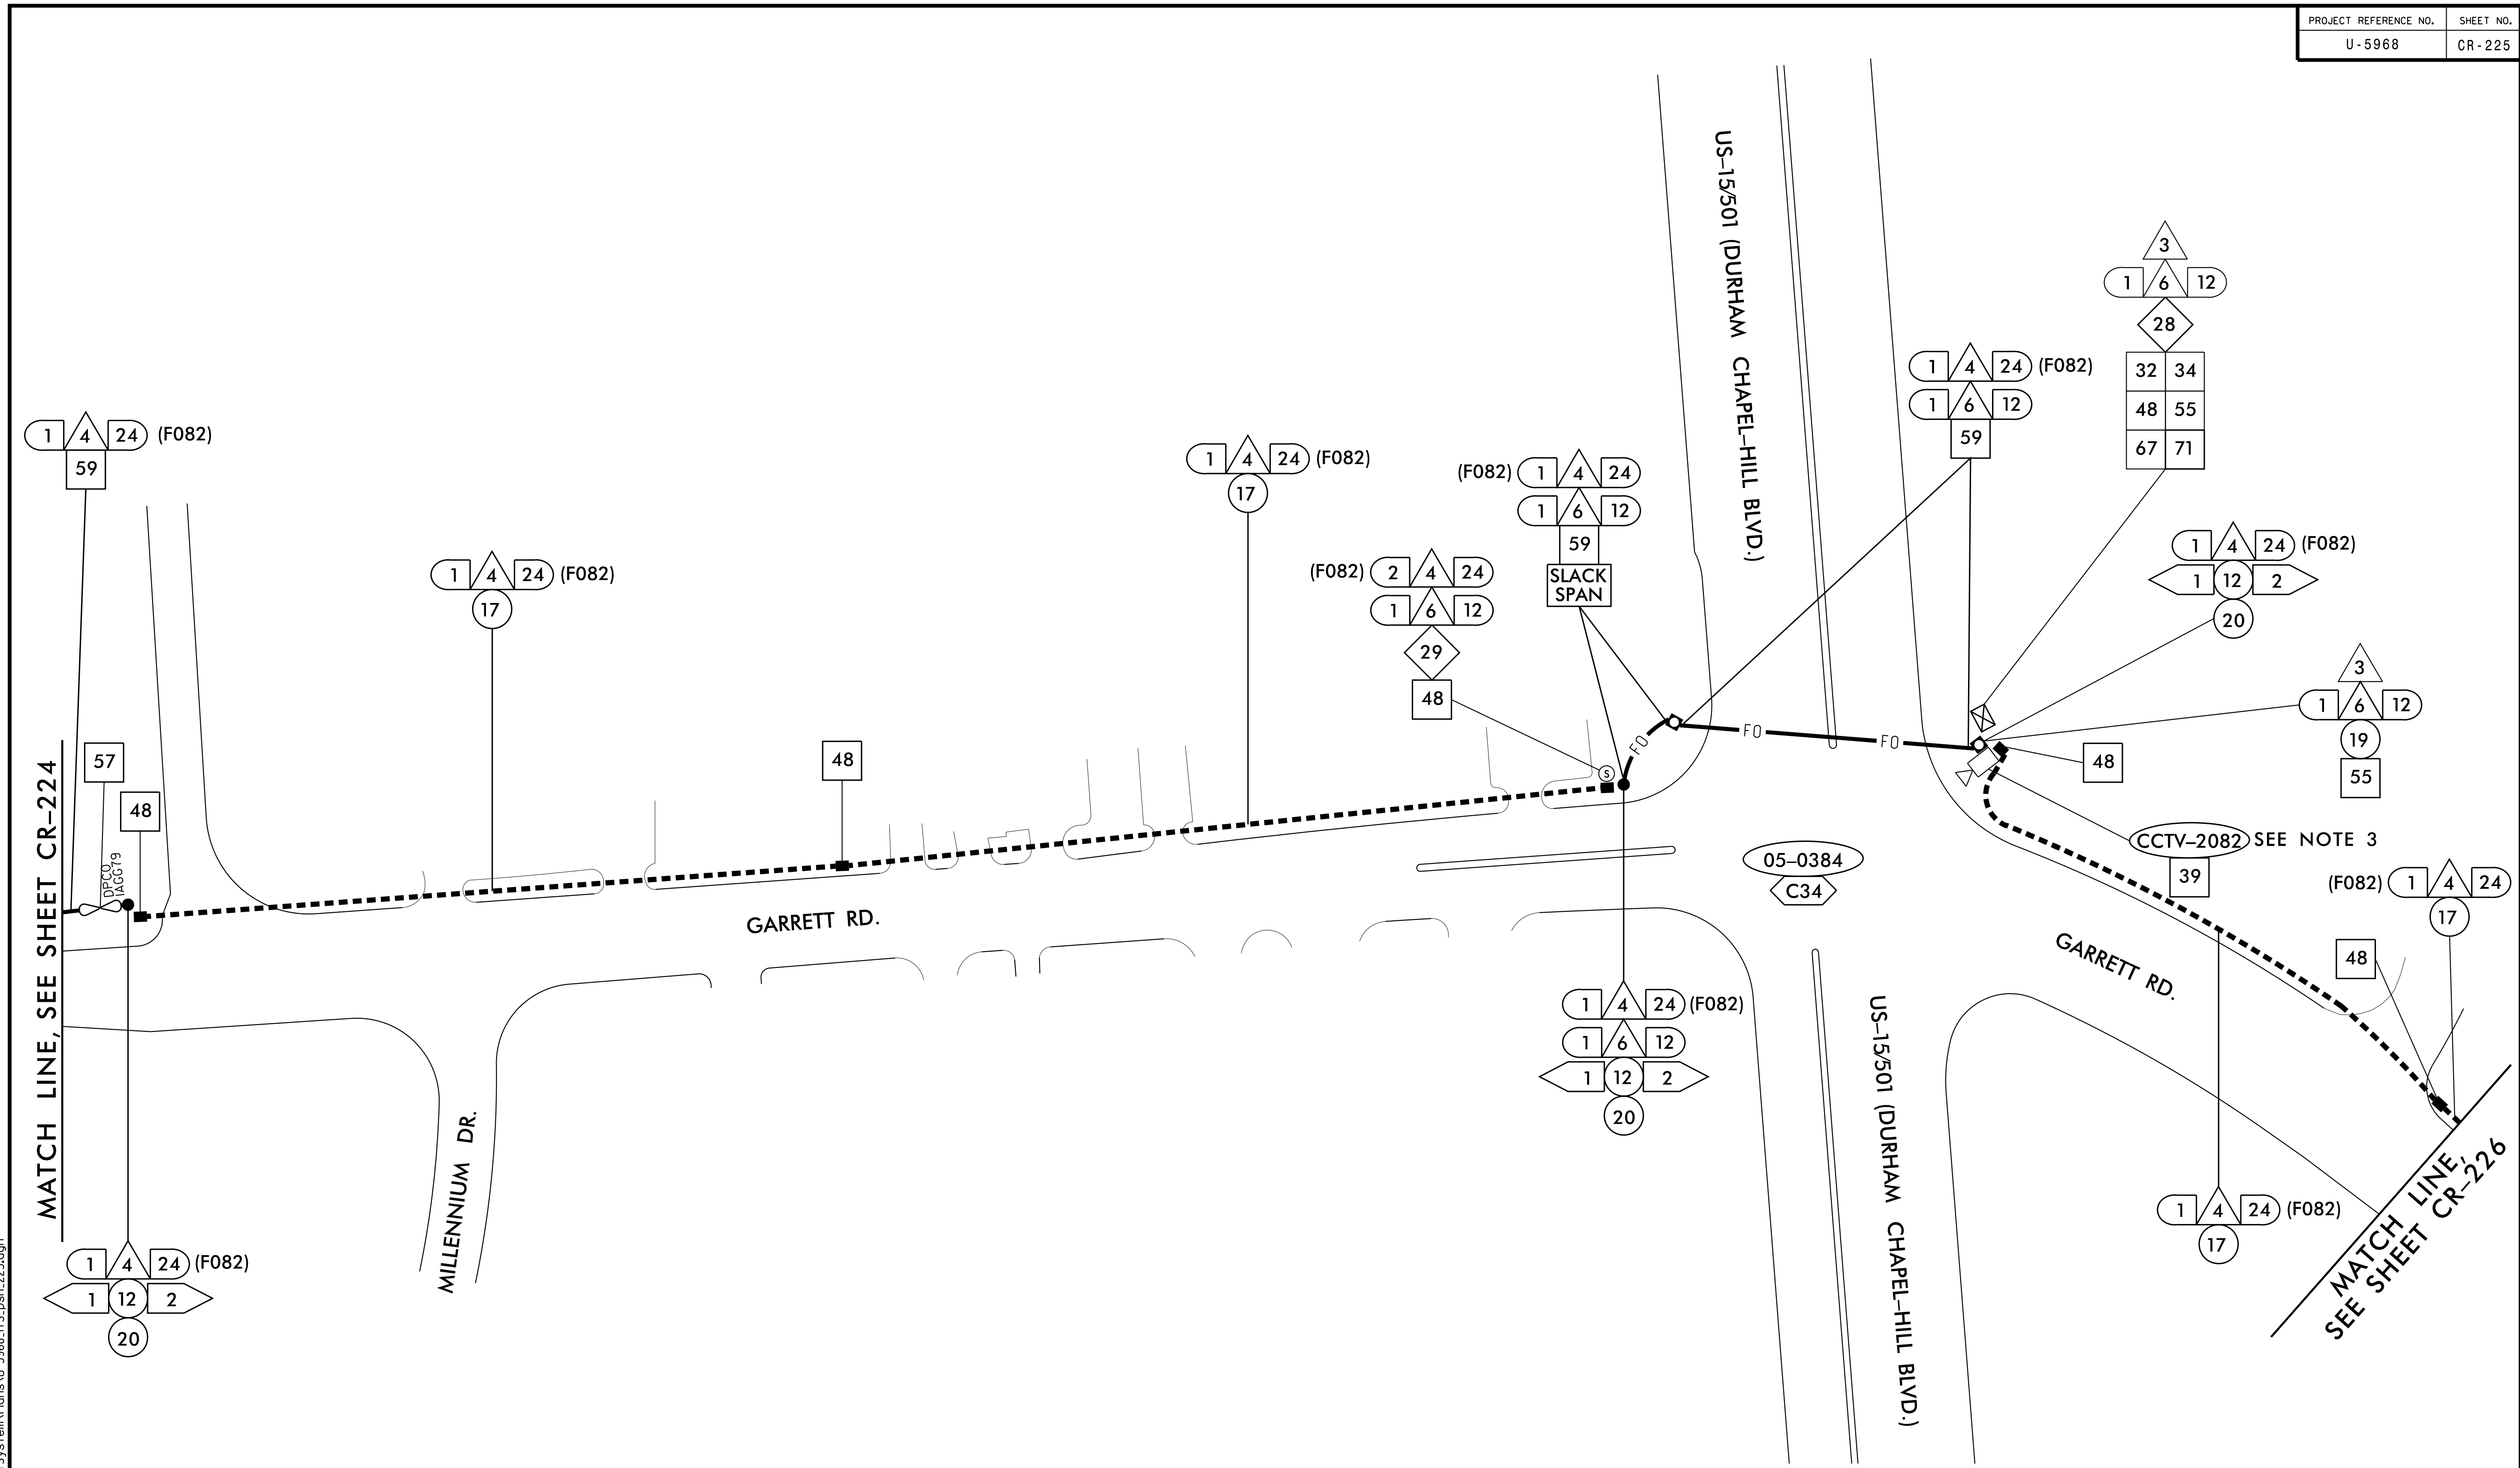 PROJECT REFERENCE NO. SHEET NO.
U-5968 CR-225
US-15/501 (DURHAM CHAPEL-HILL BLVD.)
3
1 6 12
28
32 34
48 55
67 71
1 4 24 (F082)
1 6 12
59
1 4 24 (F082)
59
1 4 24 (F082)
17
(F082) 1 4 24
1 6 12
59
SLACK
SPAN
1 4 24 (F082)
1 12 2
20
1 4 24 (F082)
17
(F082) 2 4 24
1 6 12
29
48
3
1 6 12
19
55
MATCH LINE, SEE SHEET CR-224
57
48
DPCO
IAGG79
48
S
FO
FO
FO
48
CCTV-2082 SEE NOTE 3
39
05-0384
C34
(F082) 1 4 24
17
48
GARRETT RD.
GARRETT RD.
1 4 24 (F082)
1 6 12
1 12 2
20
US-15/501 (DURHAM CHAPEL-HILL BLVD.)
MILLENNIUM DR.
1 4 24 (F082)
17
MATCH LINE,
SEE SHEET CR-226
1 4 24 (F082)
1 12 2
20